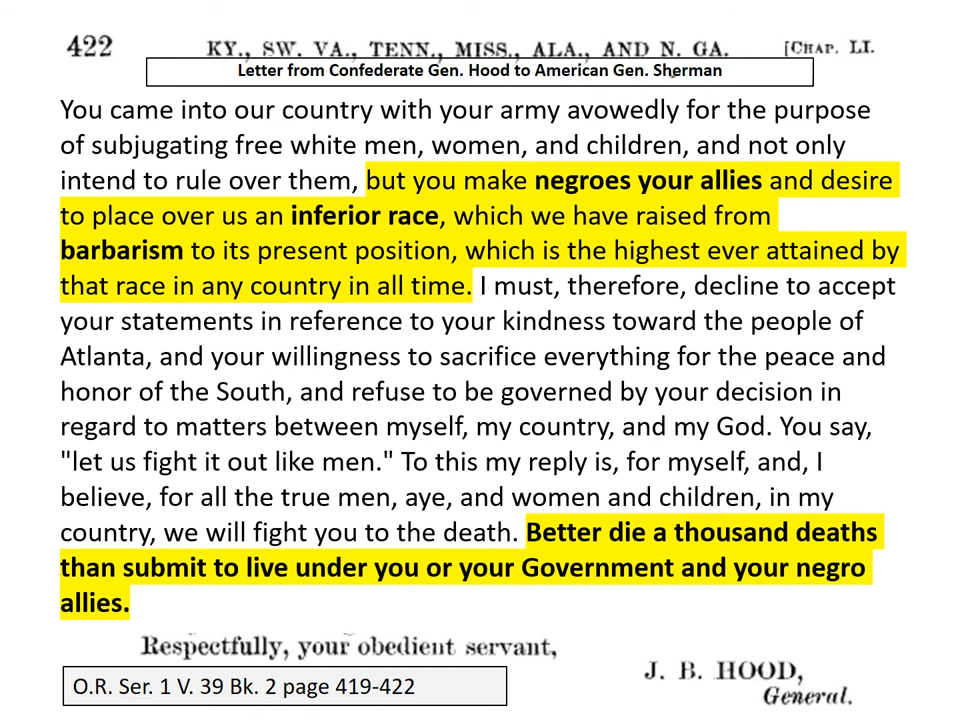 422 KY., SW. VA., TENN., MISS., ALA., AND N. GA. [CHAP. LI.
Letter from Confederate Gen. Hood to American Gen. Sherman
You came into our country with your army avowedly for the purpose
of subjugating free white men, women, and children, and not only
intend to rule over them, but you make negroes your allies and desire
to place over us an inferior race, which we have raised from
barbarism to its present position, which is the highest ever attained by
that race in any country in all time. I must, therefore, decline to accept
your statements in reference to your kindness toward the people of
Atlanta, and your willingness to sacrifice everything for the peace and
honor of the South, and refuse to be governed by your decision in
regard to matters between myself, my country, and my God. You say,
"let us fight it out like men." To this my reply is, for myself, and, I
believe, for all the true men, aye, and women and children, in my
country, we will fight you to the death. Better die a thousand deaths
than submit to live under you or your Government and your negro
allies.
Respectfully, your obedient servant,
J. B. HOOD,
General.
O.R. Ser. 1 V. 39 Bk. 2 page 419-422